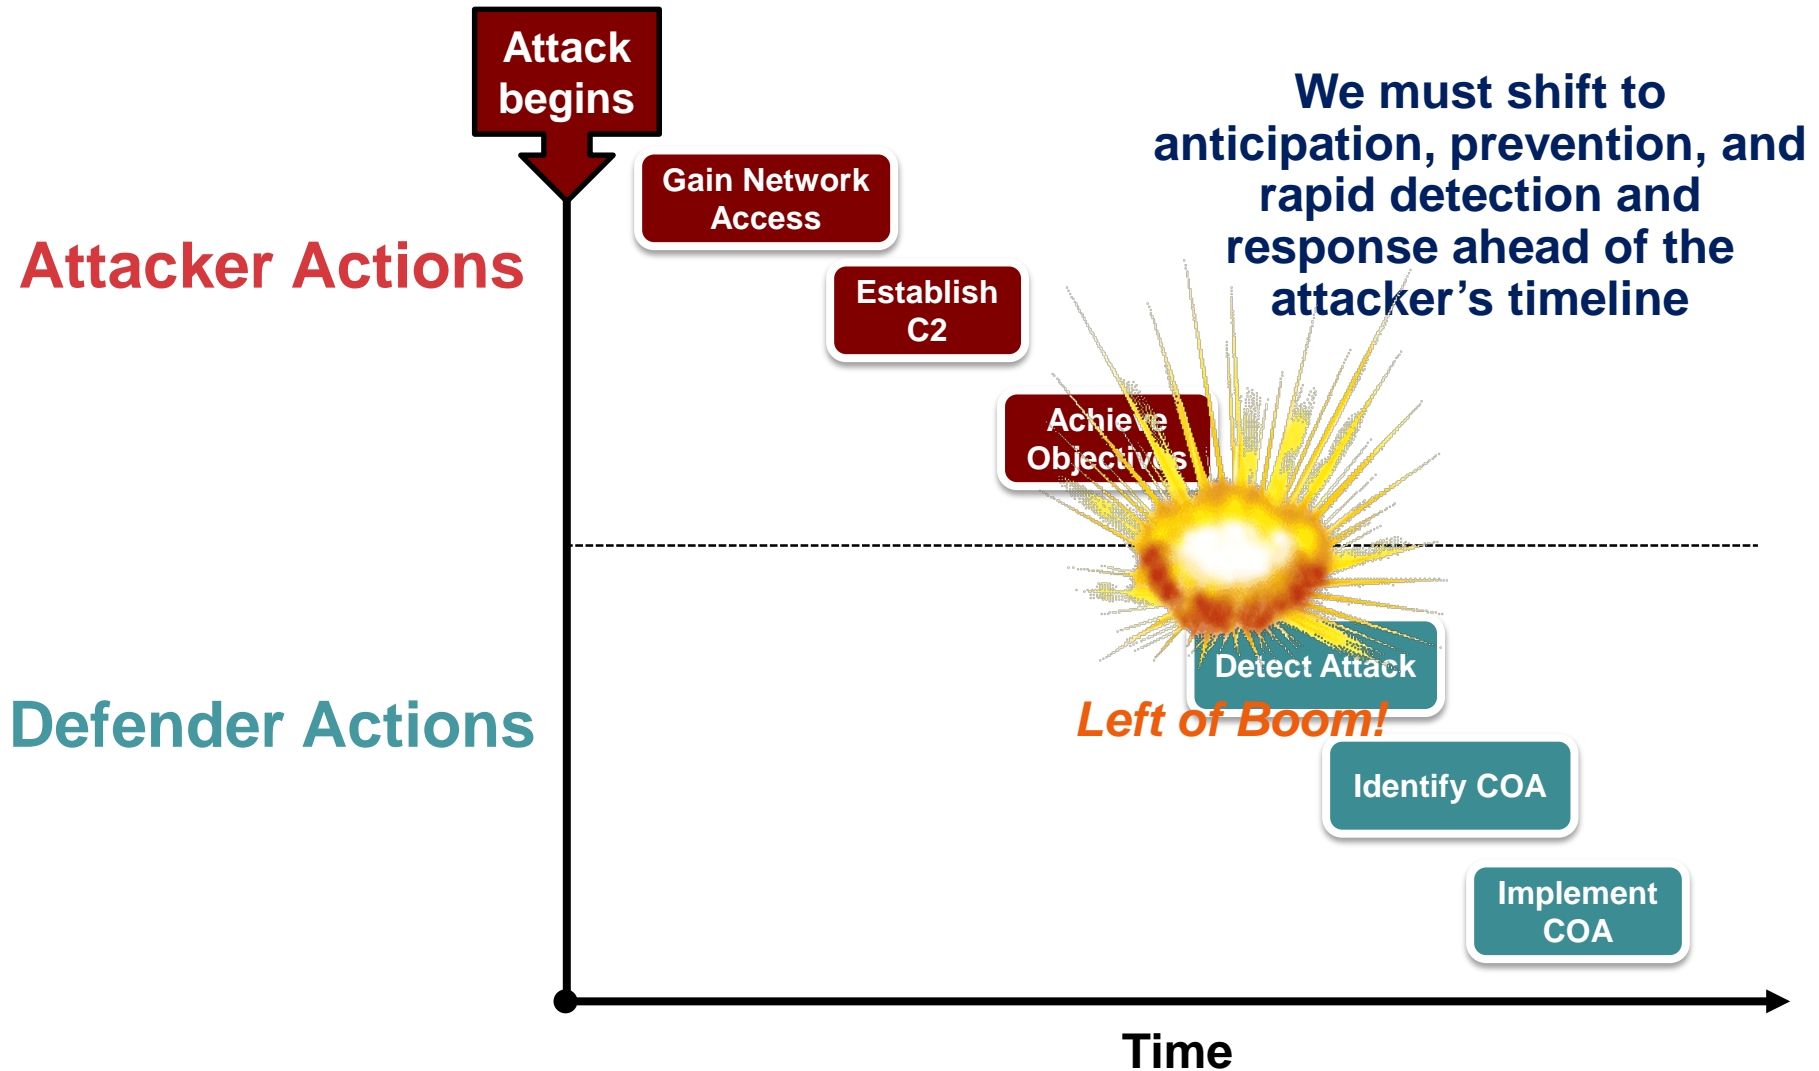 Attack
begins
We must shift to
anticipation, prevention, and
rapid detection and
response ahead of the
attacker’s timeline
Gain Network
Access
Attacker Actions
Establish
C2
Achieve
Objectives
Detect Attack
Left of Boom!
Defender Actions
Identify COA
Implement
COA
Time